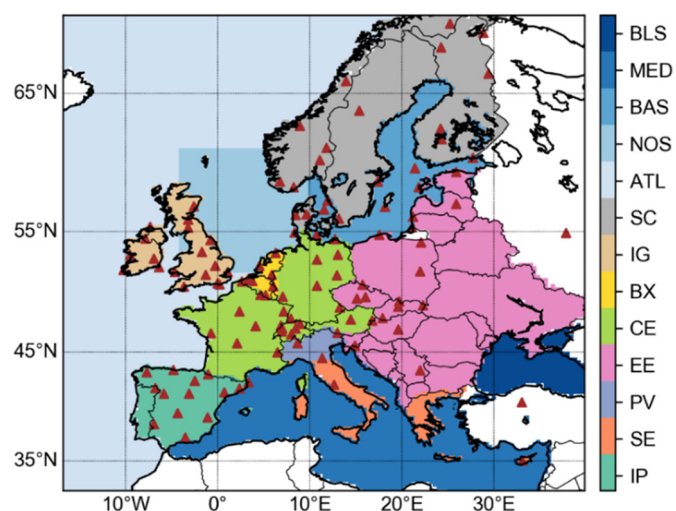 65°N
55°N
45°N
35°N
10°W 0° 10°E 20°E 30°E
BLS
MED
BAS
NOS
ATL
SC
IG
BX
CE
EE
PV
SE
IP